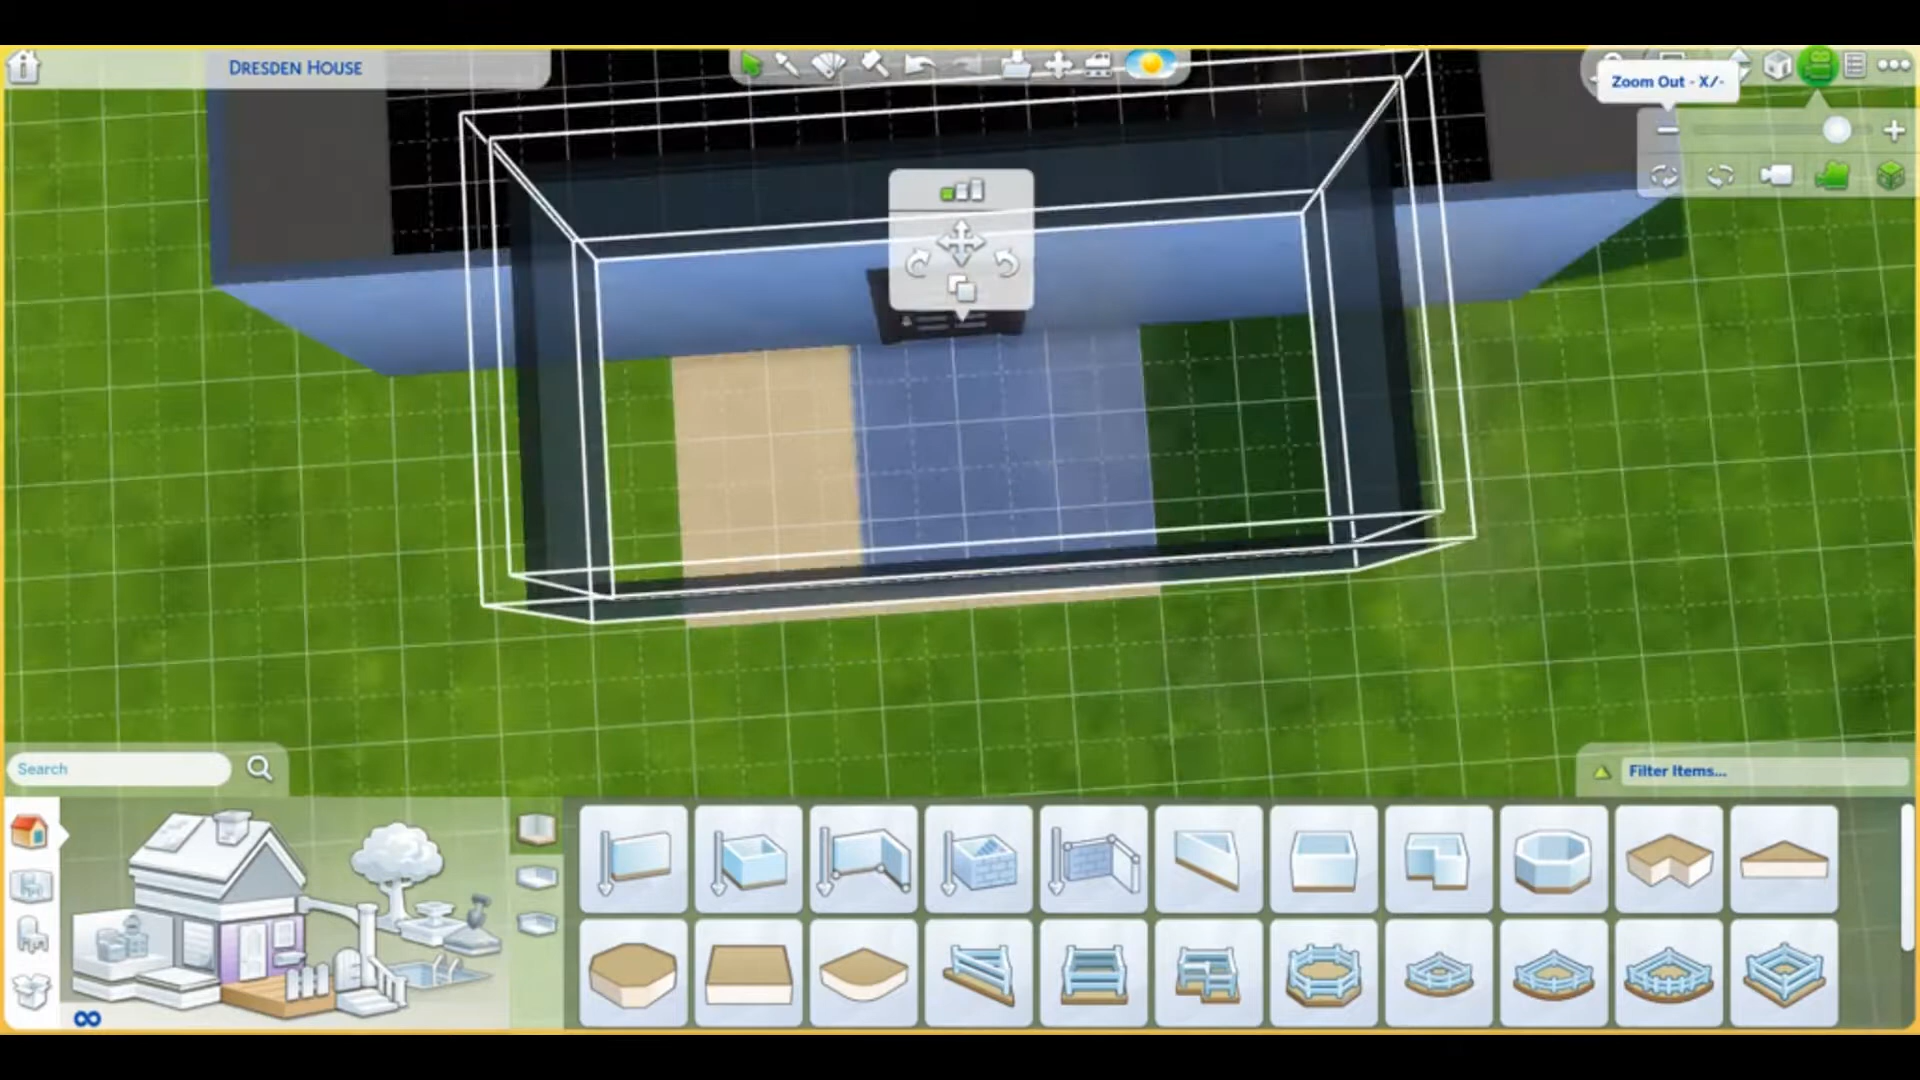 DRESDEN HOUSE
Zoom Out - X/-
Search
Filter Items...